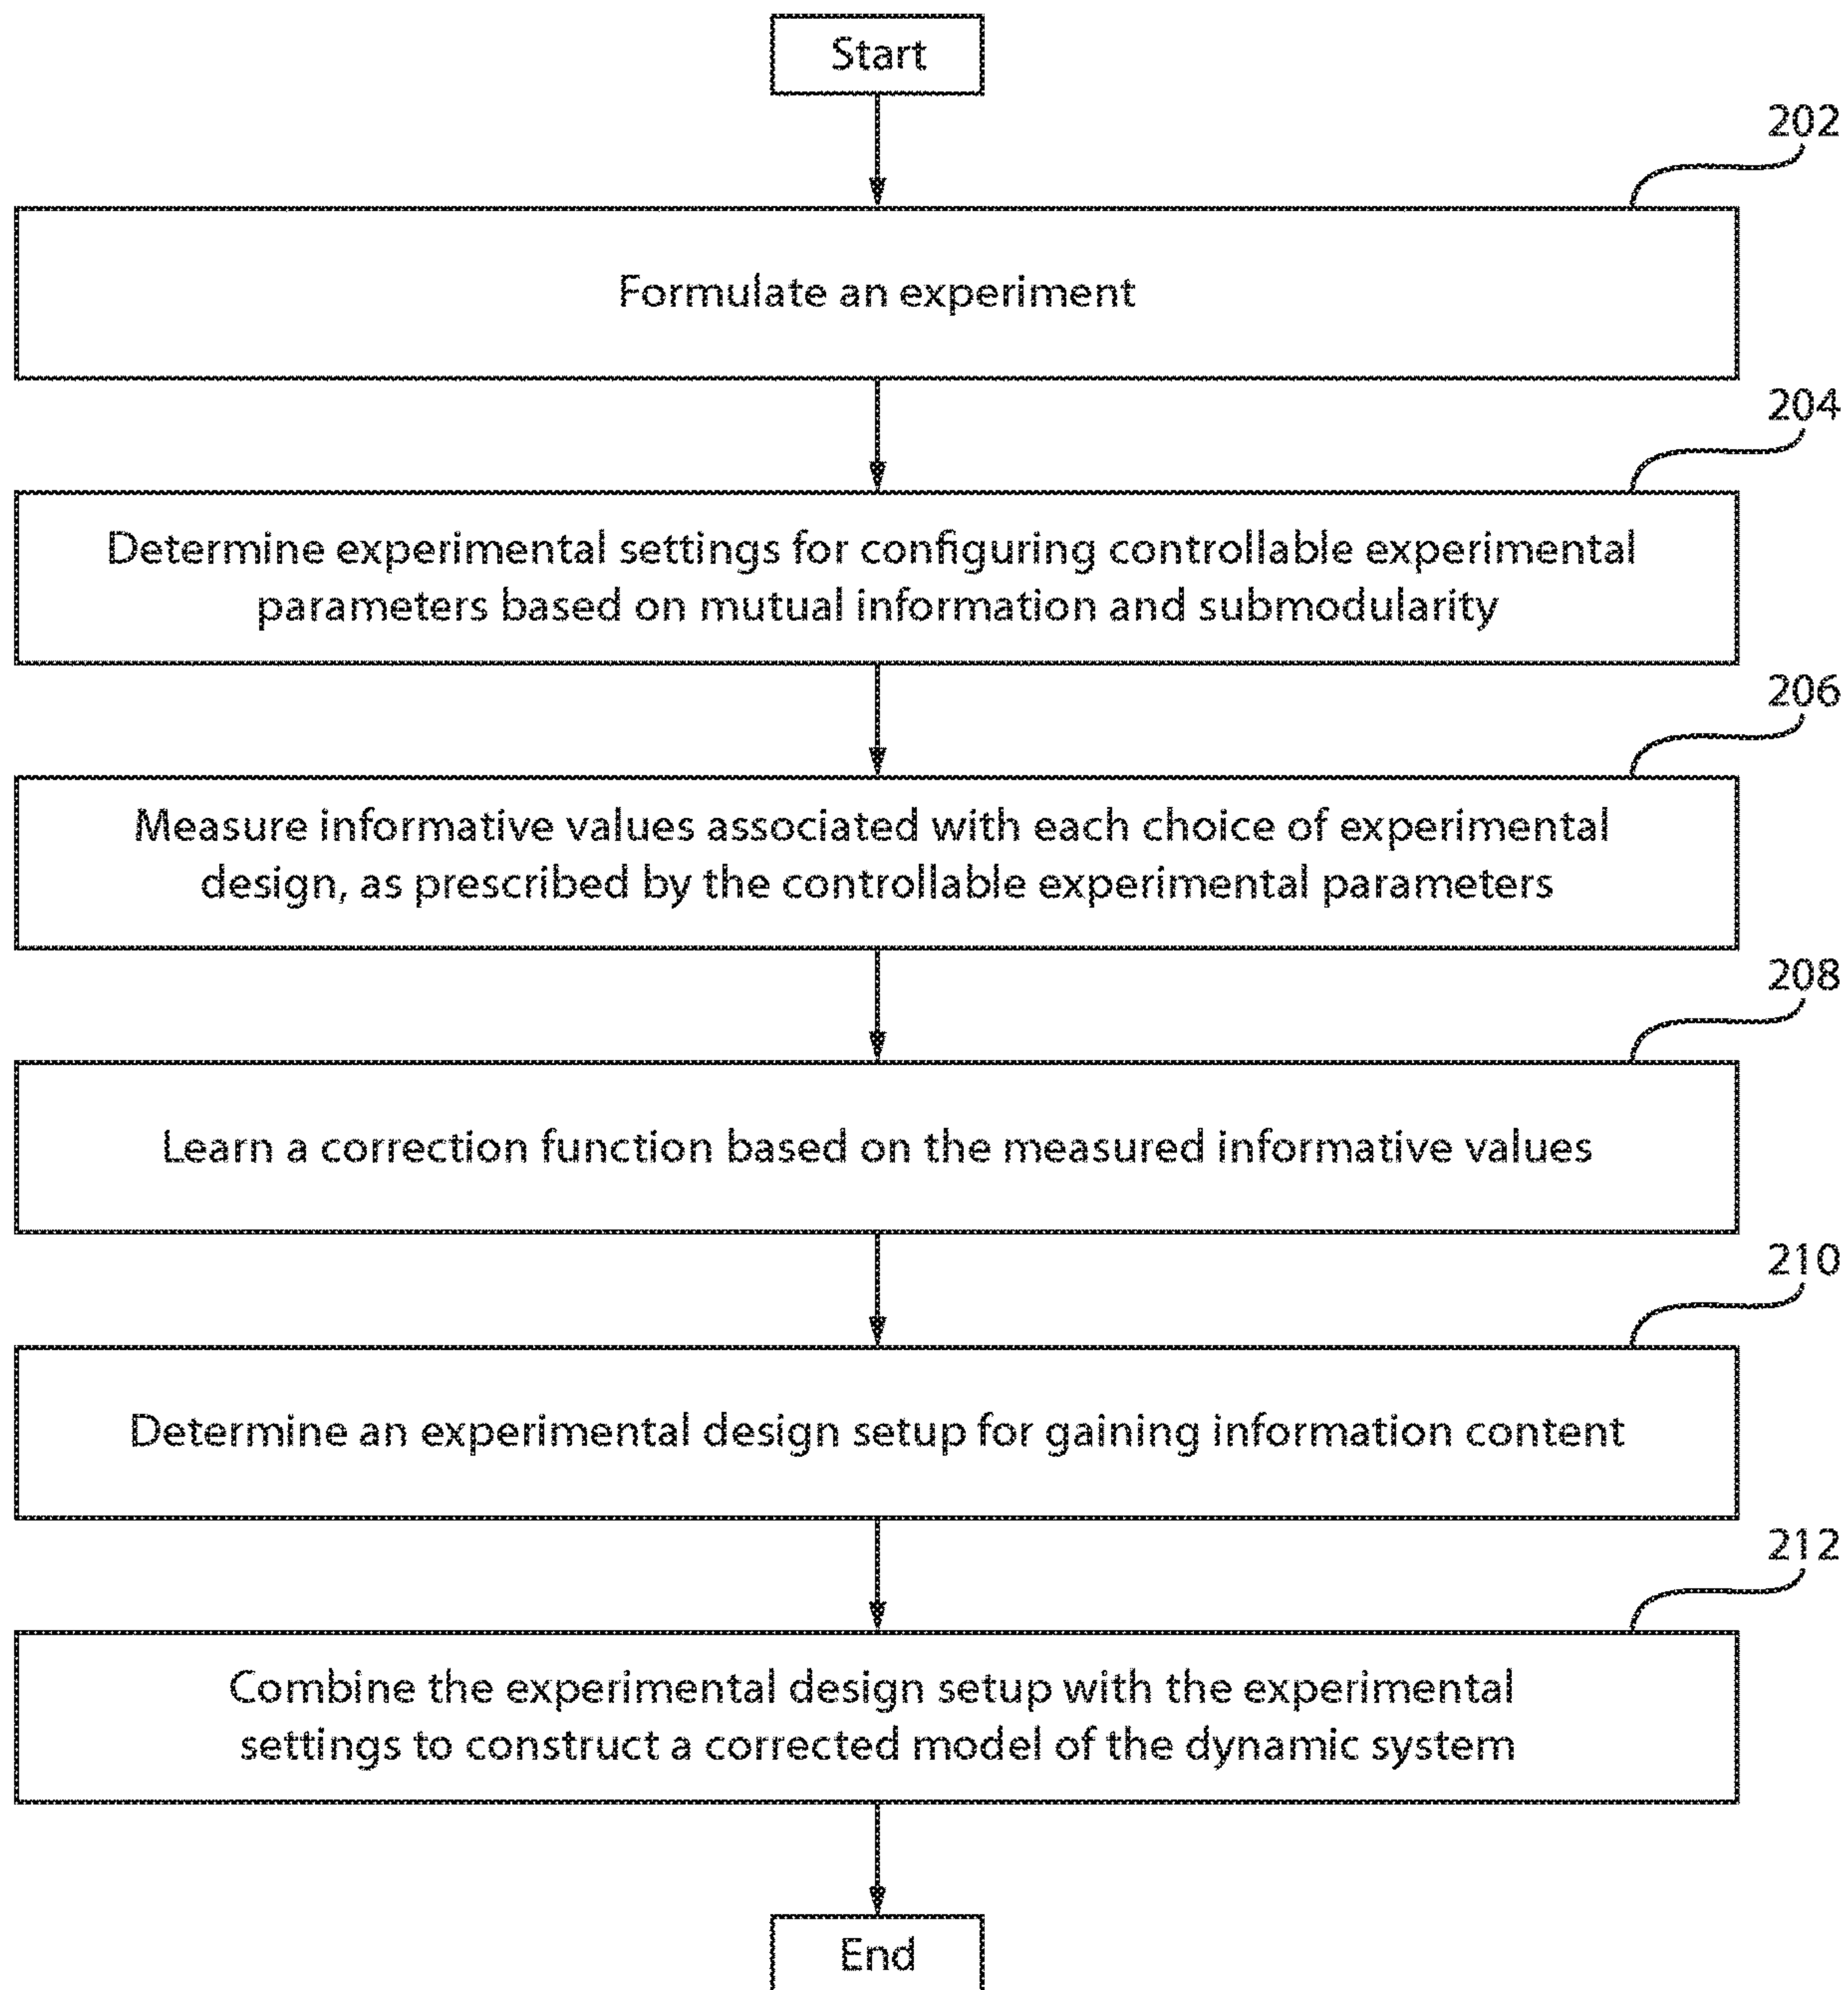 Start
202
Formulate an experiment
204
Determine experimental settings for configuring controllable experimental
parameters based on mutual information and submodularity
206
Measure informative values associated with each choice of experimental
design, as prescribed by the controllable experimental parameters
208
Learn a correction function based on the measured informative values
210
Determine an experimental design setup for gaining information content
212
Combine the experimental design setup with the experimental
settings to construct a corrected model of the dynamic system
End